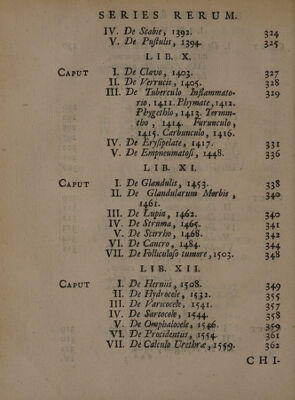 SERIES RERUM.
IV. De Scabie, 1392. 324
V. De Pustulis, 1394. 325
LIB. X.
CAPUT I. De Clavo, 1403. 327
II. De Verrucis, 1405. 328
III. De Tuberculo Inflammato- 329
rio, 1411. Phymate, 1412.
Phygethlo, 1413. Termin-
tho, 1414. Furunculo,
1415. Carbunculo, 1416.
IV. De Erysipelate, 1417. 331
V. De Empneumatosi, 1448. 336
LIB. XI.
CAPUT I. De Glandulis, 1453. 338
II. De Glandularum Morbis, 340
1461.
III. De Lupia, 1462. 340
IV. De Struma, 1465. 341
V. De Scirrho, 1468. 342
VI. De Cancro, 1484. 344
VII. De Folliculoso tumore, 1503. 348
LIB. XII.
CAPUT I. De Herniis, 1508. 349
II. De Hydrocele, 1532. 355
III. De Varicocele, 1541. 357
IV. De Sarcocele, 1544. 358
V. De Omphalocele, 1546. 359
VI. De Procidentiis, 1554. 361
VII. De Calculo Urethræ, 1559. 362
CHI-